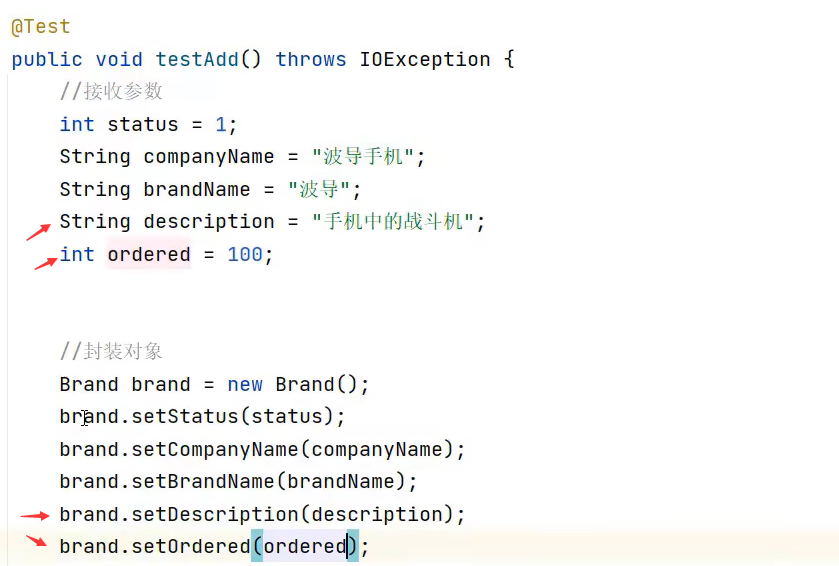 @Test
public void testAdd() throws IOException {
//接收参数
int status = 1;
String companyName = "波导手机";
String brandName = "波导";
String description = "手机中的战斗机";
int ordered = 100;
//封装对象
Brand brand = new Brand();
brand.setStatus(status);
brand.setCompanyName(companyName);
brand.setBrandName(brandName);
brand.setDescription(description);
brand.setOrdered(ordered);